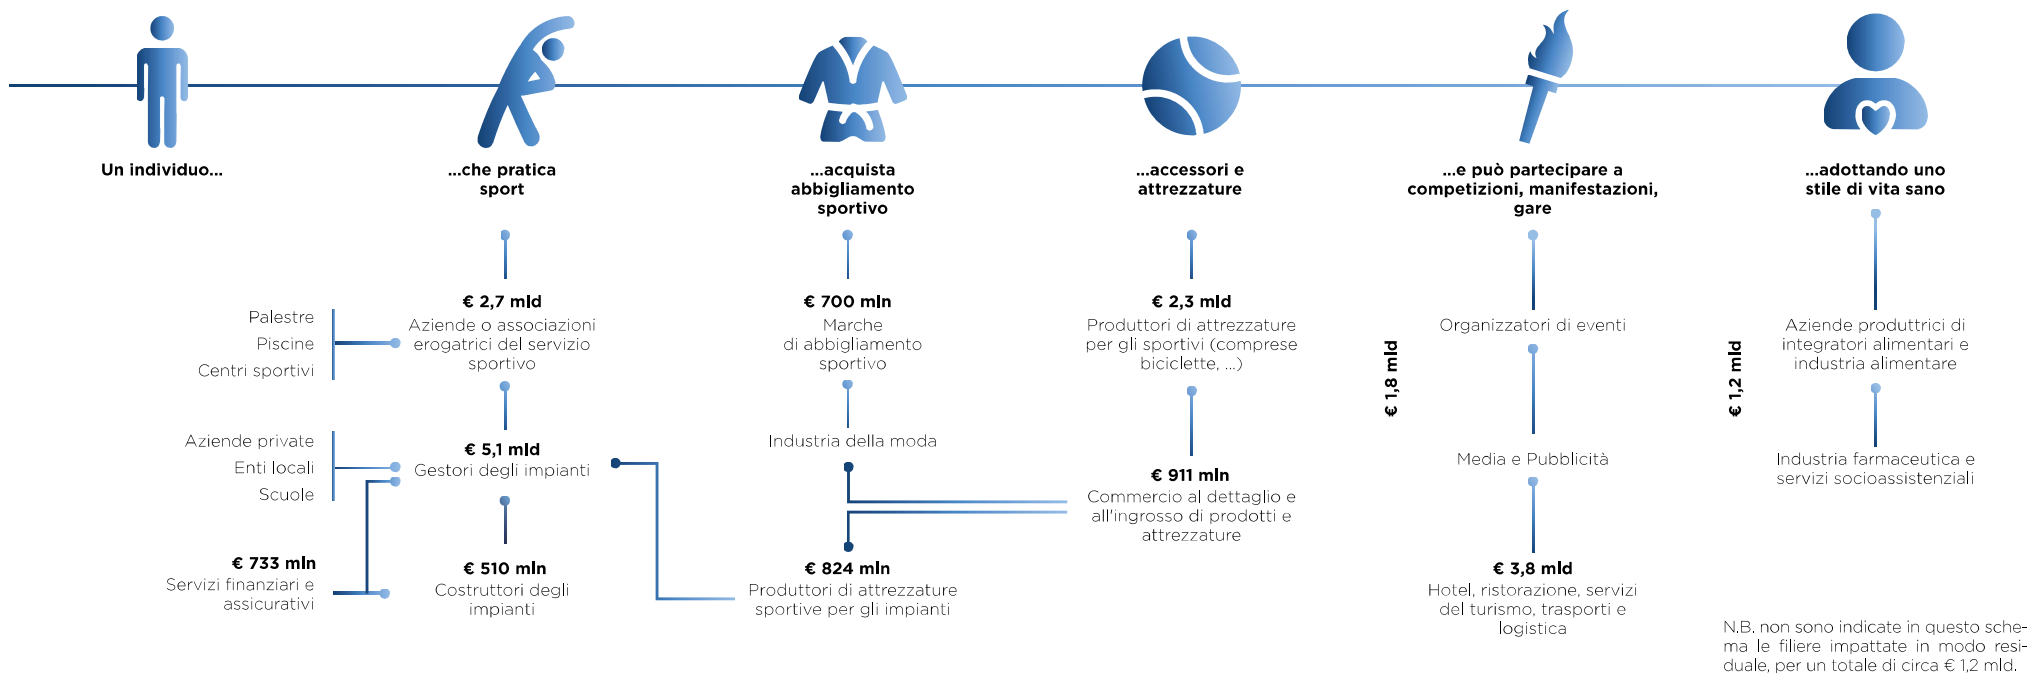 Un individuo...
...che pratica
sport
...acquista
abbigliamento
sportivo
...accessori e
attrezzature
...e può partecipare a
competizioni, manifestazioni,
gare
...adottando uno
stile di vita sano
Palestre
Piscine
Centri sportivi
€ 2,7 mld
Aziende o associazioni
erogatrici del servizio
sportivo
Aziende private
Enti locali
Scuole
€ 5,1 mld
Gestori degli impianti
€ 733 mln
Servizi finanziari e
assicurativi
€ 510 mln
Costruttori degli
impianti
€ 700 mln
Marche
di abbigliamento
sportivo
Industria della moda
€ 824 mln
Produttori di attrezzature
sportive per gli impianti
€ 2,3 mld
Produttori di attrezzature
per gli sportivi (comprese
biciclette, ...)
€ 911 mln
Commercio al dettaglio e
all'ingrosso di prodotti e
attrezzature
€ 1,8 mld
Organizzatori di eventi
Media e Pubblicità
€ 3,8 mld
Hotel, ristorazione, servizi
del turismo, trasporti e
logistica
€ 1,2 mld
Aziende produttrici di
integratori alimentari e
industria alimentare
Industria farmaceutica e
servizi socioassistenziali
N.B. non sono indicate in questo sche-
ma le filiere impattate in modo resi-
duale, per un totale di circa € 1,2 mld.